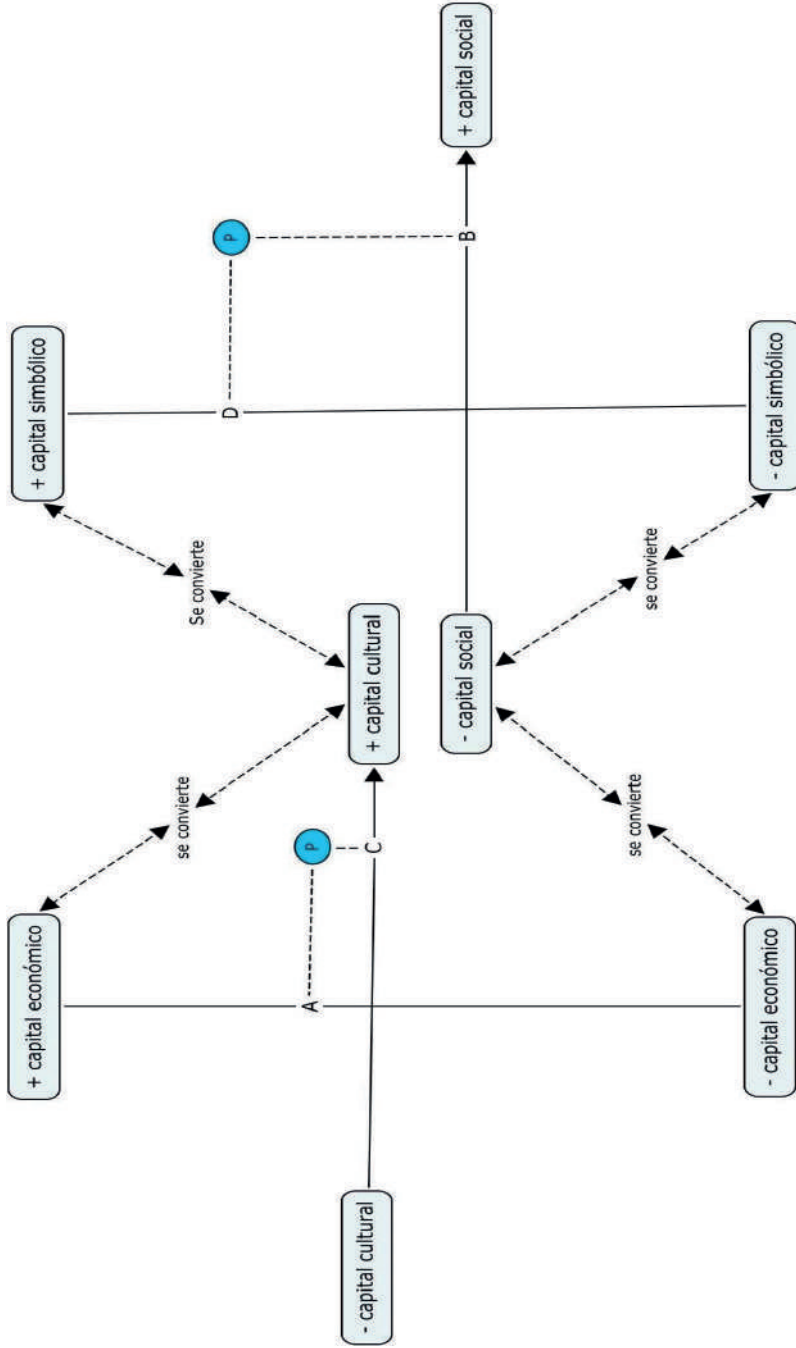 + capital económico
+ capital simbólico
se convierte
Se convierte
D
P
A
P
- capital cultural
C
+ capital cultural
- capital social
B
+ capital social
se convierte
se convierte
- capital económico
- capital simbólico